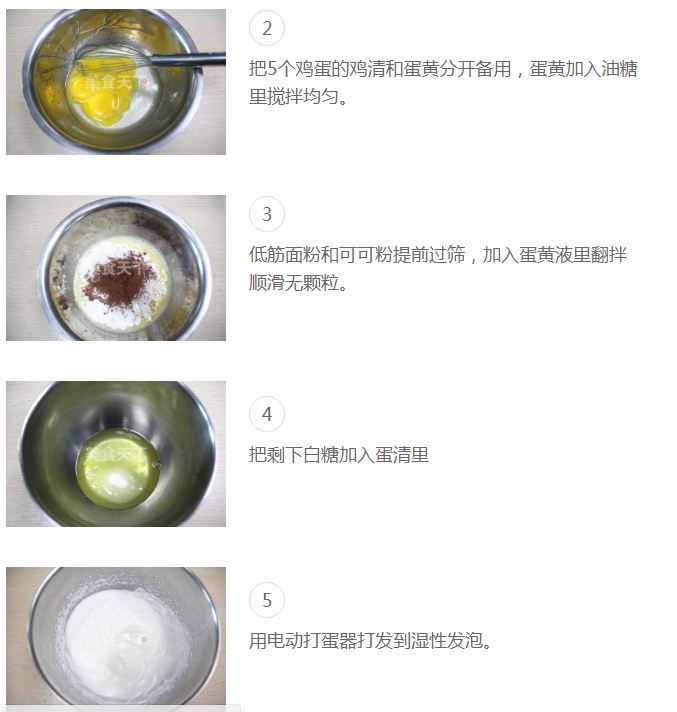 美食天下
2
把5个鸡蛋的鸡清和蛋黄分开备用，蛋黄加入油糖
里搅拌均匀。
美食天下
3
低筋面粉和可可粉提前过筛，加入蛋黄液里翻拌
顺滑无颗粒。
美食天下
4
把剩下白糖加入蛋清里
美食天下
5
用电动打蛋器打发到湿性发泡。